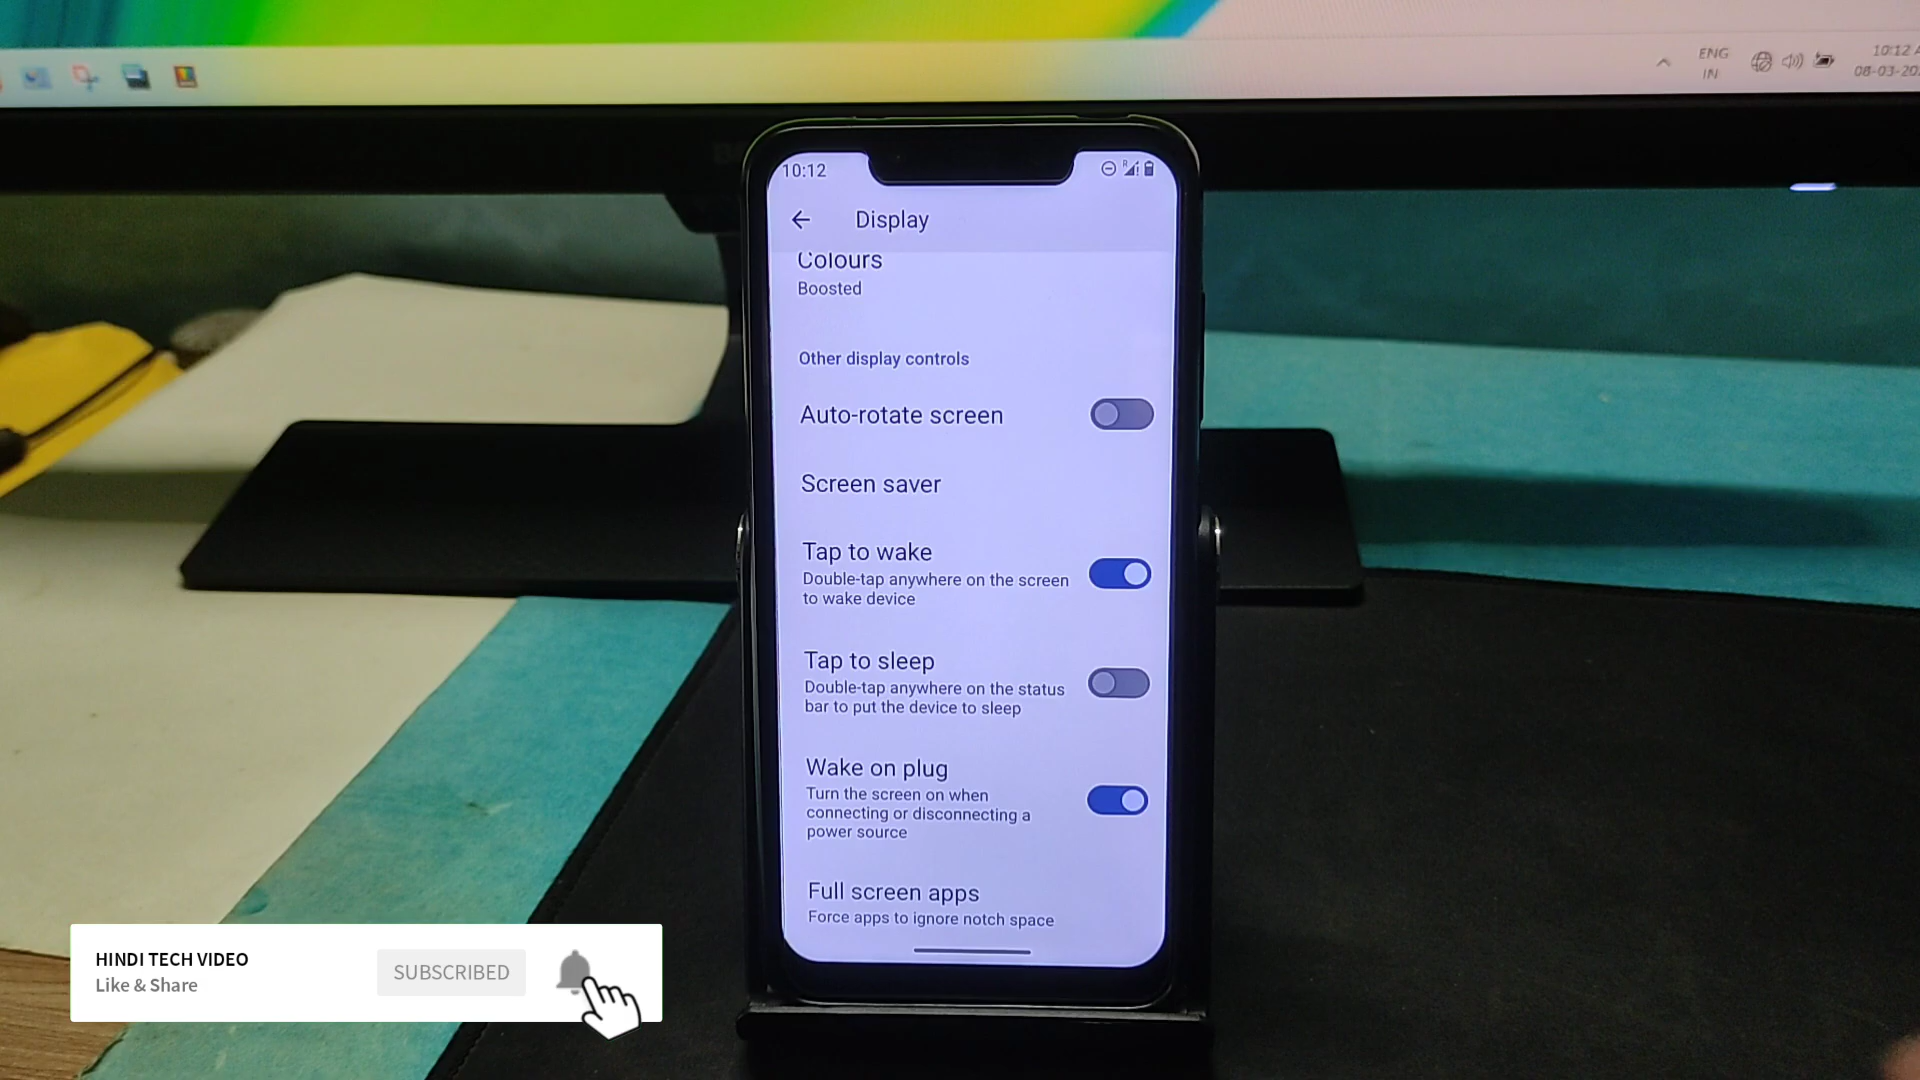 ENG
IN
10:12
08-03-20
10:12
Display
Colours
Boosted
Other display controls
Auto-rotate screen
Screen saver
Tap to wake
Double-tap anywhere on the screen
to wake device
Tap to sleep
Double-tap anywhere on the status
bar to put the device to sleep
Wake on plug
Turn the screen on when
connecting or disconnecting a
power source
Full screen apps
Force apps to ignore notch space
HINDI TECH VIDEO
Like & Share
SUBSCRIBED